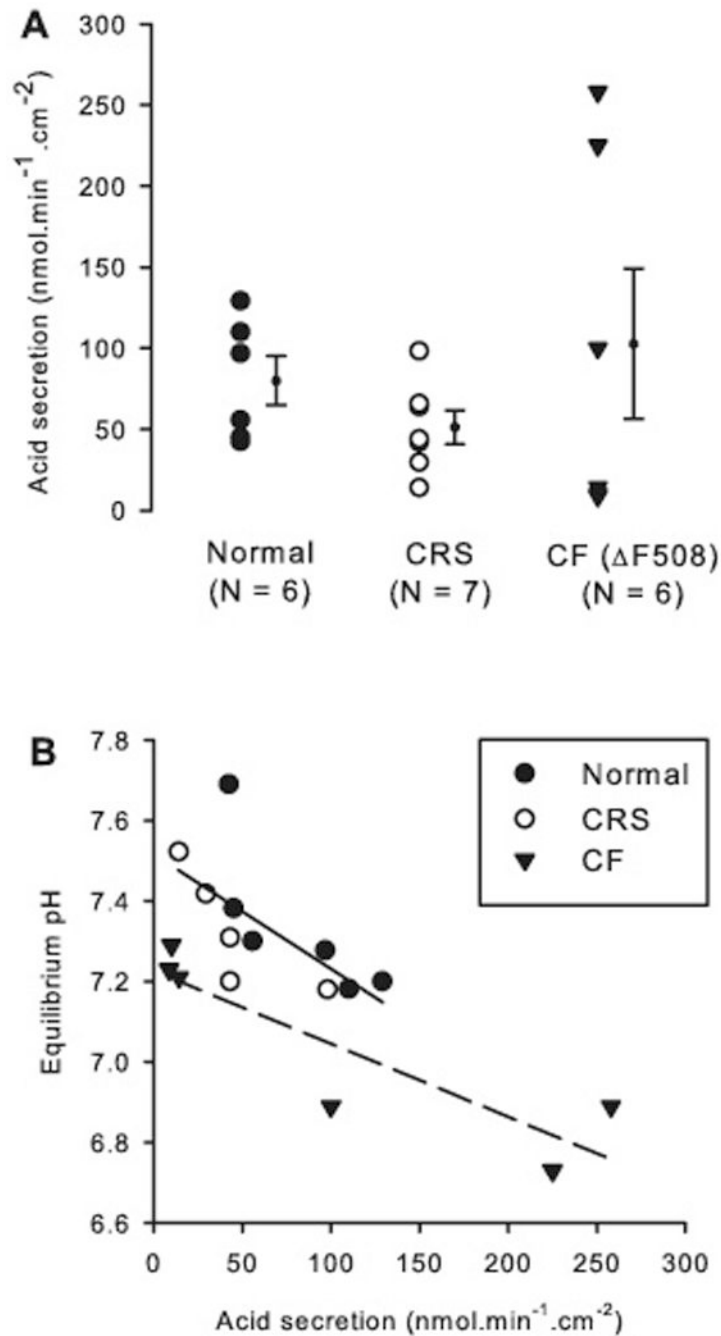 A
300
250
200
150
100
50
0
Acid secretion (nmol.min⁻¹.cm⁻²)
Normal CRS CF (ΔF508)
(N = 6) (N = 7) (N = 6)
B
7.8
7.6
7.4
7.2
7.0
6.8
6.6
Equilibrium pH
Normal
CRS
CF
0 50 100 150 200 250 300
Acid secretion (nmol.min⁻¹.cm⁻²)